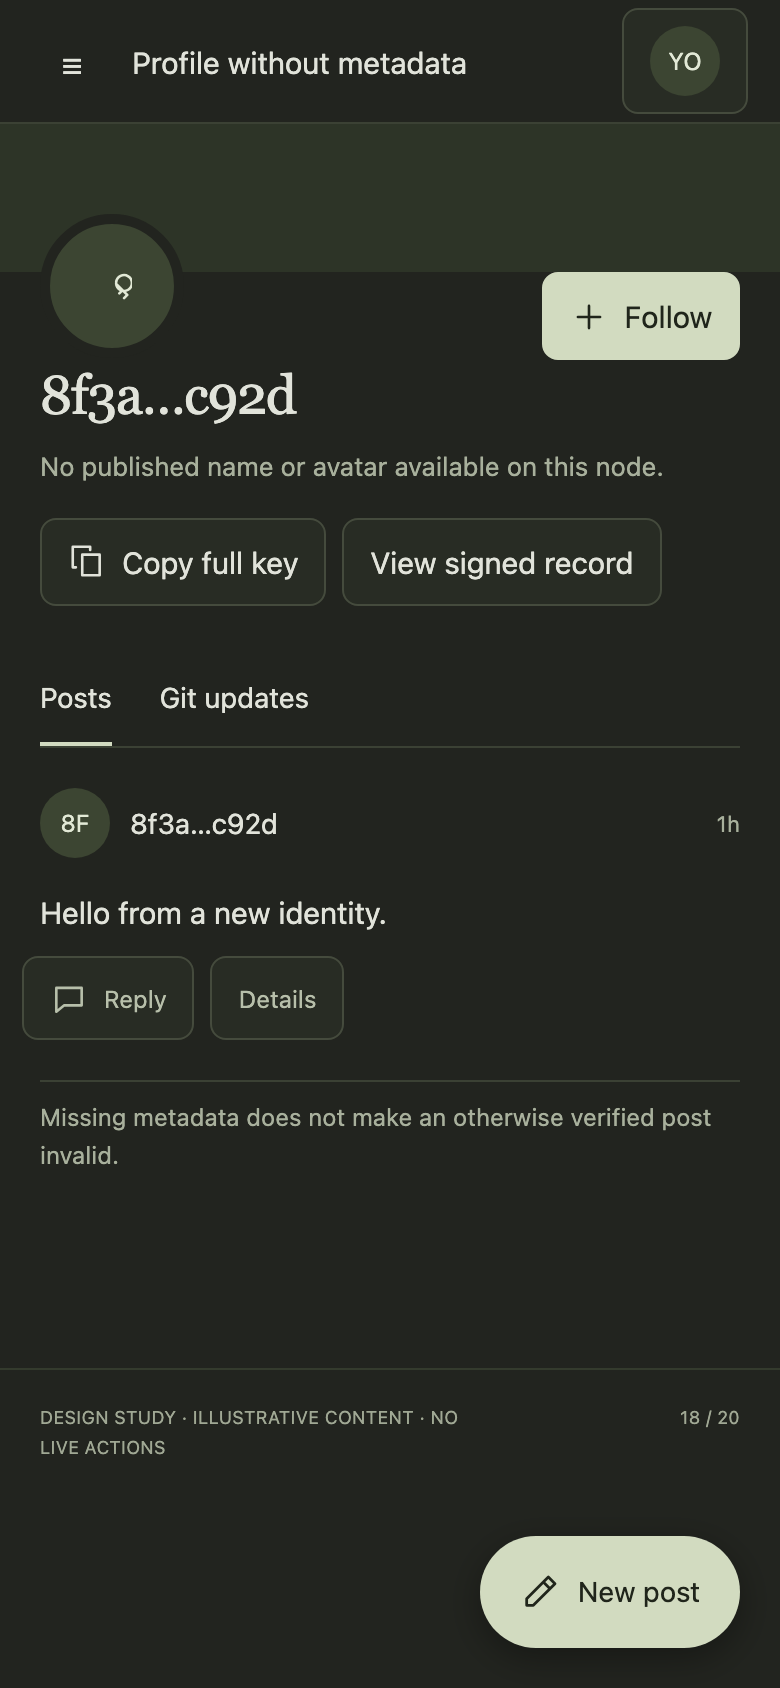 Profile without metadata
YO
Follow
8f3a...c92d
No published name or avatar available on this node.
Copy full key
View signed record
Posts
Git updates
8F
8f3a...c92d
1h
Hello from a new identity.
Reply
Details
Missing metadata does not make an otherwise verified post
invalid.
DESIGN STUDY · ILLUSTRATIVE CONTENT · NO
LIVE ACTIONS
18 / 20
New post